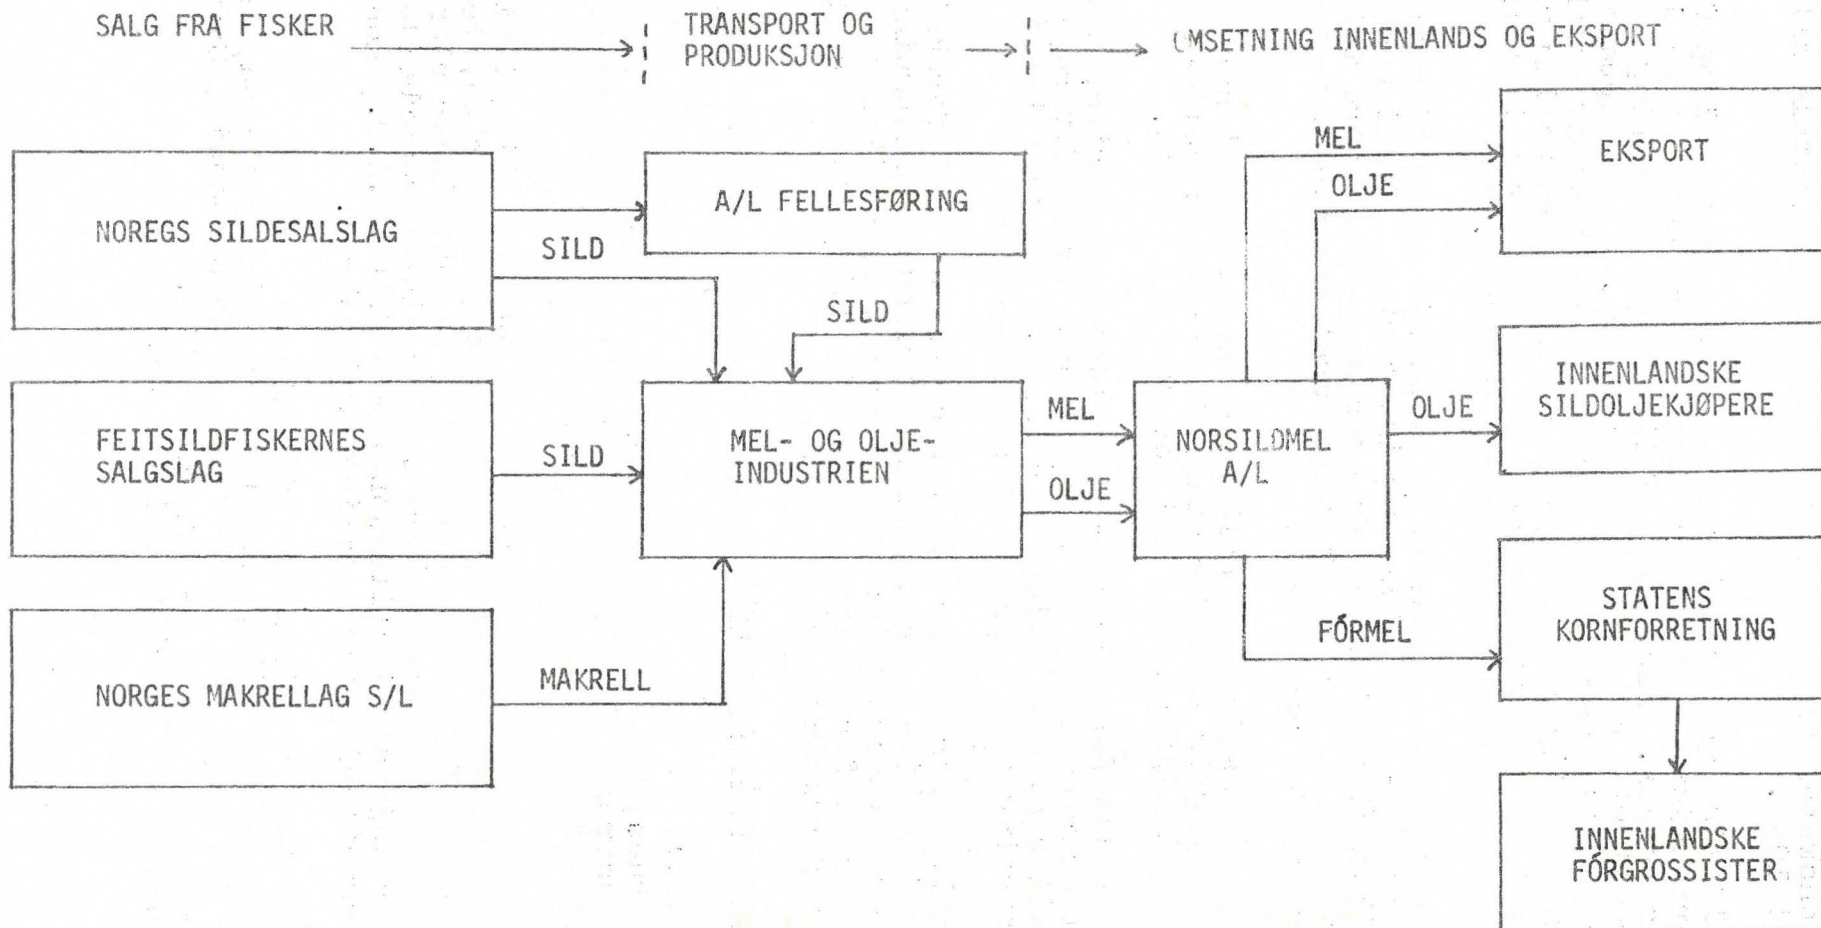 SALG FRA FISKER
TRANSPORT OG
PRODUKSJON
OMSETNING INNENLANDS OG EKSPORT
NOREGS SILDESALSLAG
SILD
A/L FELLESFØRING
SILD
FEITSILDFISKERNES
SALGSLAG
SILD
MEL- OG OLJE-
INDUSTRIEN
NORGES MAKRELLAG S/L
MAKRELL
MEL
OLJE
NORSILDMEL
A/L
MEL
OLJE
EKSPORT
OLJE
INNENLANDSKE
SILDOLJEKJØPERE
FÓRMEL
STATENS
KORNFORRETNING
INNENLANDSKE
FÓRGROSSISTER